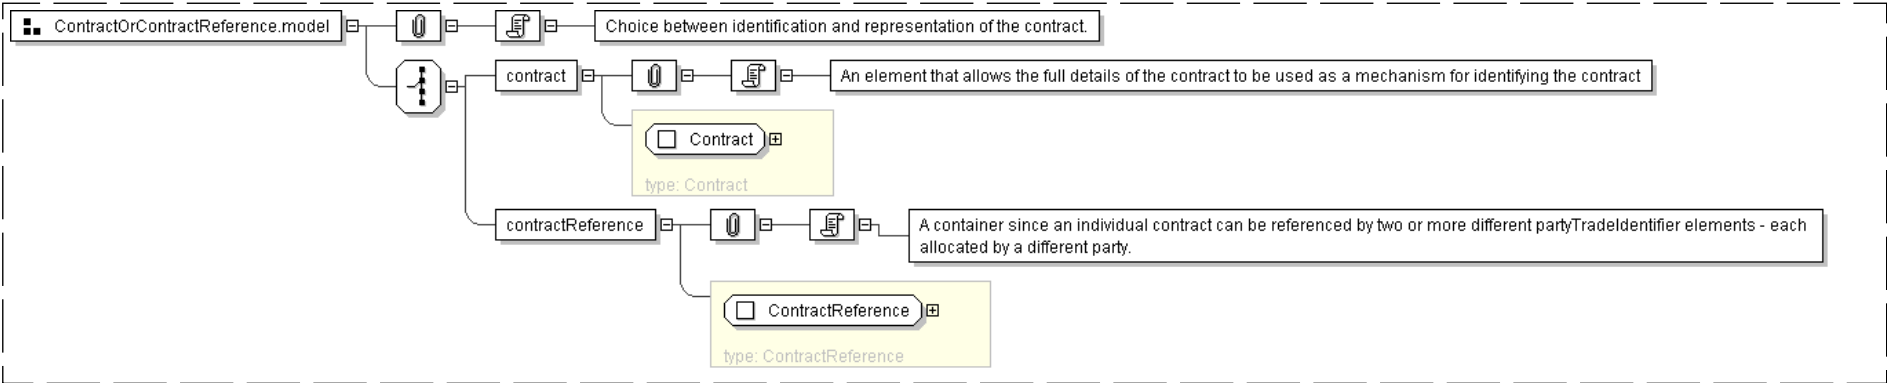 ContractOrContractReference.model
Choice between identification and representation of the contract.
contract
An element that allows the full details of the contract to be used as a mechanism for identifying the contract
Contract
type: Contract
contractReference
A container since an individual contract can be referenced by two or more different partyTradeIdentifier elements - each
allocated by a different party.
ContractReference
type: ContractReference